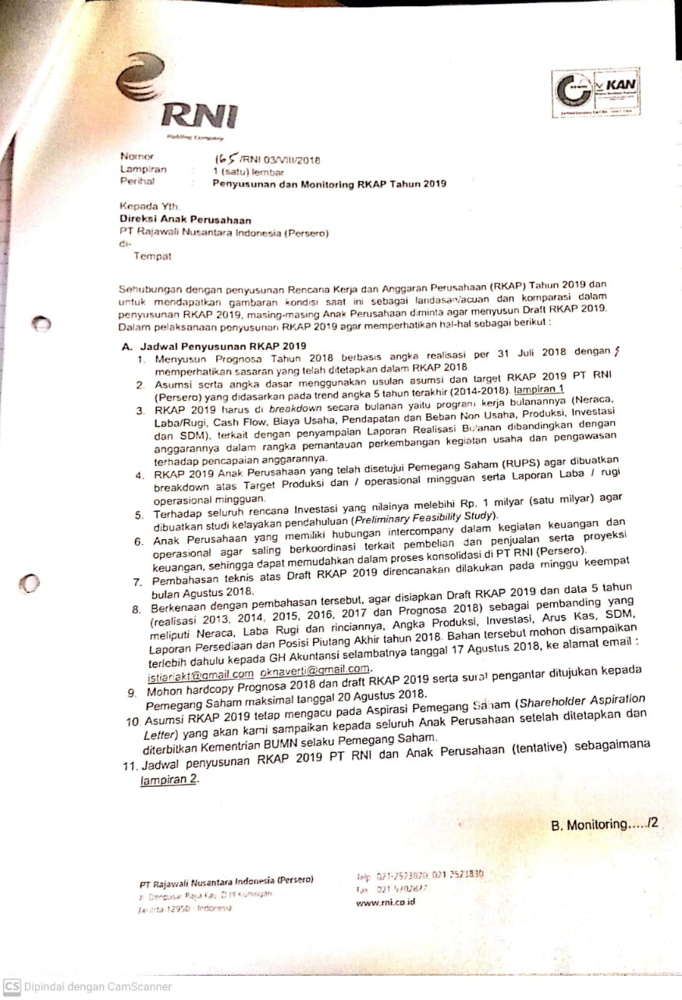 RNI
Holding Company
KAN
Nomor : 165/RNI 03/VIII/2018
Lampiran : 1 (satu) lembar
Perihal : Penyusunan dan Monitoring RKAP Tahun 2019
Kepada Yth.
Direksi Anak Perusahaan
PT Rajawali Nusantara Indonesia (Persero)
di-
Tempat
Sehubungan dengan penyusunan Rencana Kerja dan Anggaran Perusahaan (RKAP) Tahun 2019 dan
untuk mendapatkan gambaran kondisi saat ini sebagai landasan/acuan dan komparasi dalam
penyusunan RKAP 2019, masing-masing Anak Perusahaan diminta agar menyusun Draft RKAP 2019.
Dalam pelaksanaan penyusunan RKAP 2019 agar memperhatikan hal-hal sebagai berikut :
A. Jadwal Penyusunan RKAP 2019
1. Menyusun Prognosa Tahun 2018 berbasis angka realisasi per 31 Juli 2018 dengan
memperhatikan sasaran yang telah ditetapkan dalam RKAP 2018
2. Asumsi serta angka dasar menggunakan usulan asumsi dan target RKAP 2019 PT RNI
(Persero) yang didasarkan pada trend angka 5 tahun terakhir (2014-2018). lampiran 1
3. RKAP 2019 harus di breakdown secara bulanan yaitu program kerja bulanannya (Neraca,
Laba/Rugi, Cash Flow, Biaya Usaha, Pendapatan dan Beban Non Usaha, Produksi, Investasi
dan SDM), terkait dengan penyampaian Laporan Realisasi Bulanan dibandingkan dengan
anggarannya dalam rangka pemantauan perkembangan kegiatan usaha dan pengawasan
terhadap pencapaian anggarannya.
4. RKAP 2019 Anak Perusahaan yang telah disetujui Pemegang Saham (RUPS) agar dibuatkan
breakdown atas Target Produksi dan / operasional mingguan serta Laporan Laba / rugi
operasional mingguan.
5. Terhadap seluruh rencana Investasi yang nilainya melebihi Rp. 1 milyar (satu milyar) agar
dibuatkan studi kelayakan pendahuluan (Preliminary Feasibility Study).
6. Anak Perusahaan yang memiliki hubungan intercompany dalam kegiatan keuangan dan
operasional agar saling berkoordinasi terkait pembelian dan penjualan serta proyeksi
keuangan, sehingga dapat memudahkan dalam proses konsolidasi di PT RNI (Persero).
7. Pembahasan teknis atas Draft RKAP 2019 direncanakan dilakukan pada minggu keempat
bulan Agustus 2018.
8. Berkenaan dengan pembahasan tersebut, agar disiapkan Draft RKAP 2019 dan data 5 tahun
(realisasi 2013, 2014, 2015, 2016, 2017 dan Prognosa 2018) sebagai pembanding yang
meliputi Neraca, Laba Rugi dan rinciannya, Angka Produksi, Investasi, Arus Kas, SDM,
Laporan Persediaan dan Posisi Piutang Akhir tahun 2018. Bahan tersebut mohon disampaikan
terlebih dahulu kepada GH Akuntansi selambatnya tanggal 17 Agustus 2018, ke alamat email :
istiariakt@gmail.com oknaverti@gmail.com.
9. Mohon hardcopy Prognosa 2018 dan draft RKAP 2019 serta surat pengantar ditujukan kepada
Pemegang Saham maksimal tanggal 20 Agustus 2018.
10. Asumsi RKAP 2019 tetap mengacu pada Aspirasi Pemegang Saham (Shareholder Aspiration
Letter) yang akan kami sampaikan kepada seluruh Anak Perusahaan setelah ditetapkan dan
diterbitkan Kementrian BUMN selaku Pemegang Saham.
11. Jadwal penyusunan RKAP 2019 PT RNI dan Anak Perusahaan (tentative) sebagaimana
lampiran 2.
B. Monitoring...../2
PT Rajawali Nusantara Indonesia (Persero)
Jl. Denpasar Raya Kav. D III Kuningan
Jakarta 12950 - Indonesia
Telp. 021-2523820, 021 2523830
Fax
www.rni.co.id
CS Dipindai dengan CamScanner